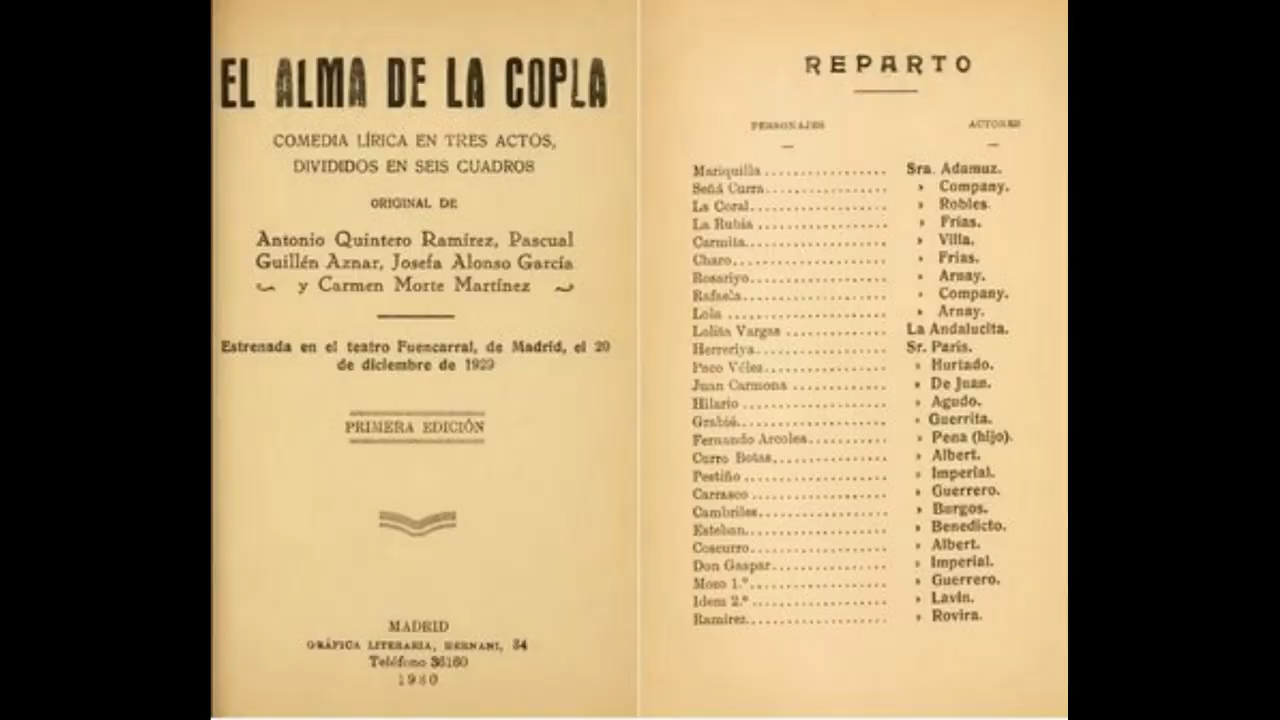 EL ALMA DE LA COPLA
COMEDIA LÍRICA EN TRES ACTOS,
DIVIDIDOS EN SEIS CUADROS
ORIGINAL DE
Antonio Quintero Ramírez, Pascual
Guillén Aznar, Josefa Alonso García
y Carmen Morte Martínez
Estrenada en el teatro Fuencarral, de Madrid, el 20
de diciembre de 1929
PRIMERA EDICIÓN
MADRID
GRÁFICA LITERARIA, HERNANI, 34
Teléfono 36160
1930
REPARTO
PERSONAJES ACTORES
Mariquilla ................ Sra. Adamuz.
Señá Curra................ » Company.
La Coral................ » Robles.
La Rubia ................ » Frías.
Carmita................ » Villa.
Charo................ » Frías.
Rosariyo................ » Arnay.
Rafaela................ » Company.
Lola ................ » Arnay.
Lolita Vargas ................ La Andalucita.
Herreriya................ Sr. París.
Paco Vélez................ » Hurtado.
Juan Carmona ................ » De Juan.
Hilario ................ » Agudo.
Grabié................ » Guerrita.
Fernando Arcolea................ » Pena (hijo).
Curro Botas................ » Albert.
Pestiño ................ » Imperial.
Carrasco ................ » Guerrero.
Cambriles................ » Burgos.
Esteban................ » Benedicto.
Coscurro................ » Albert.
Don Gaspar................ » Imperial.
Mozo 1.º................ » Guerrero.
Idem 2.º ................ » Lavín.
Ramírez................ » Rovira.